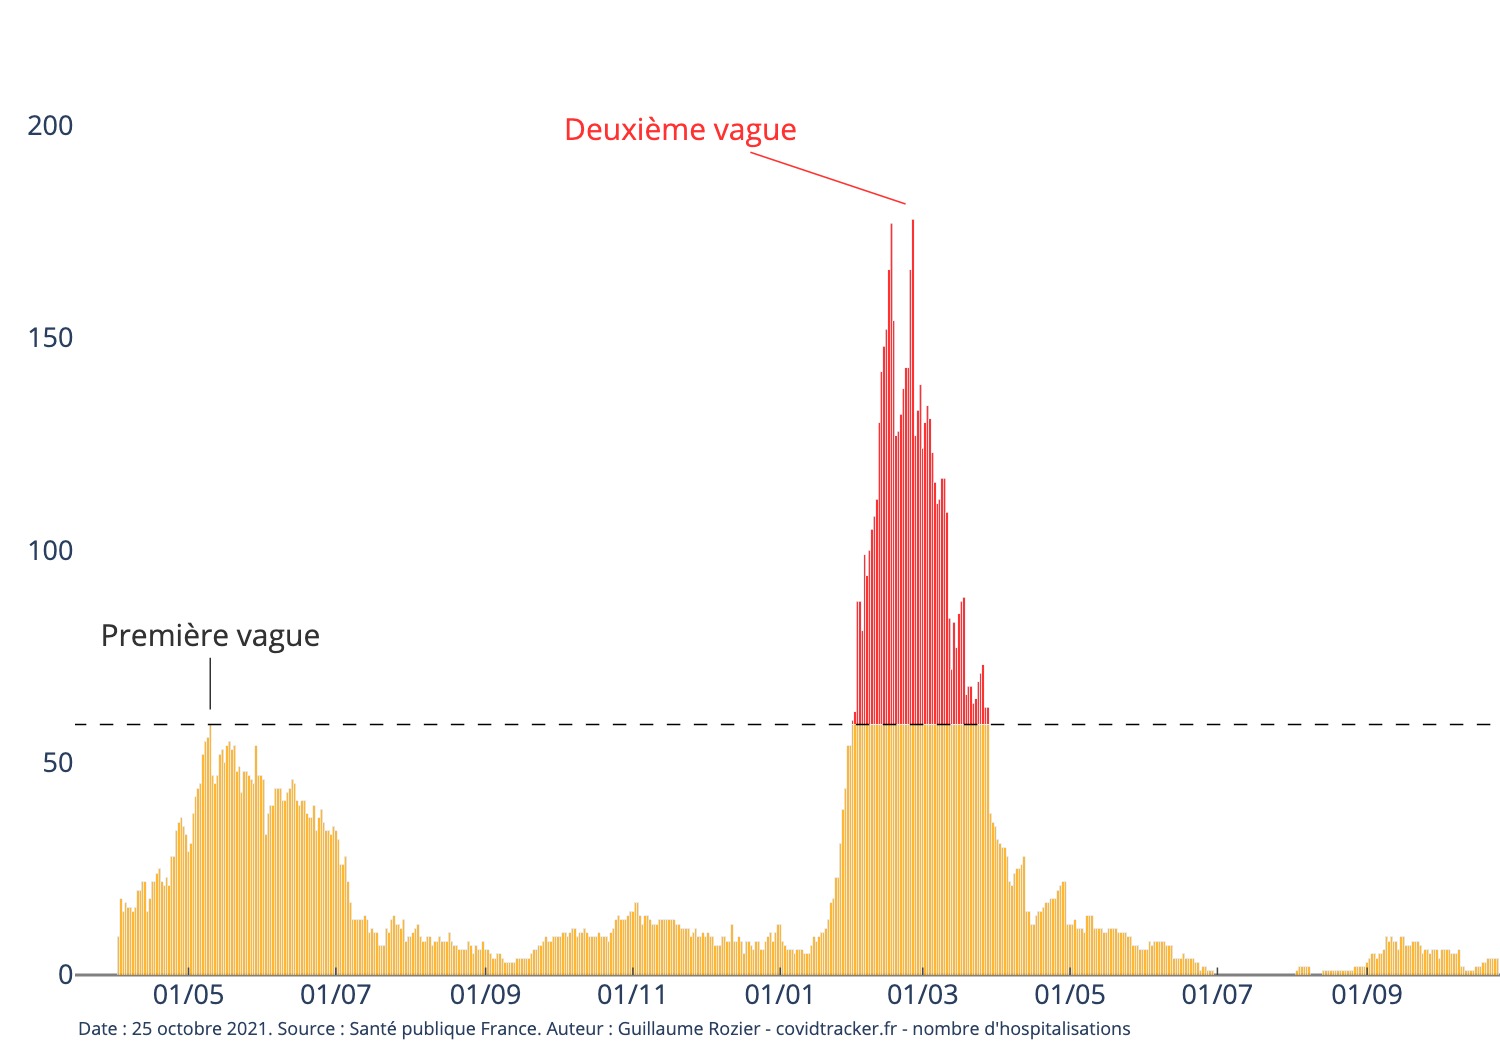 200
Deuxième vague
150
100
Première vague
50
0
01/05 01/07 01/09 01/11 01/01 01/03 01/05 01/07 01/09
Date : 25 octobre 2021. Source : Santé publique France. Auteur : Guillaume Rozier - covidtracker.fr - nombre d'hospitalisations